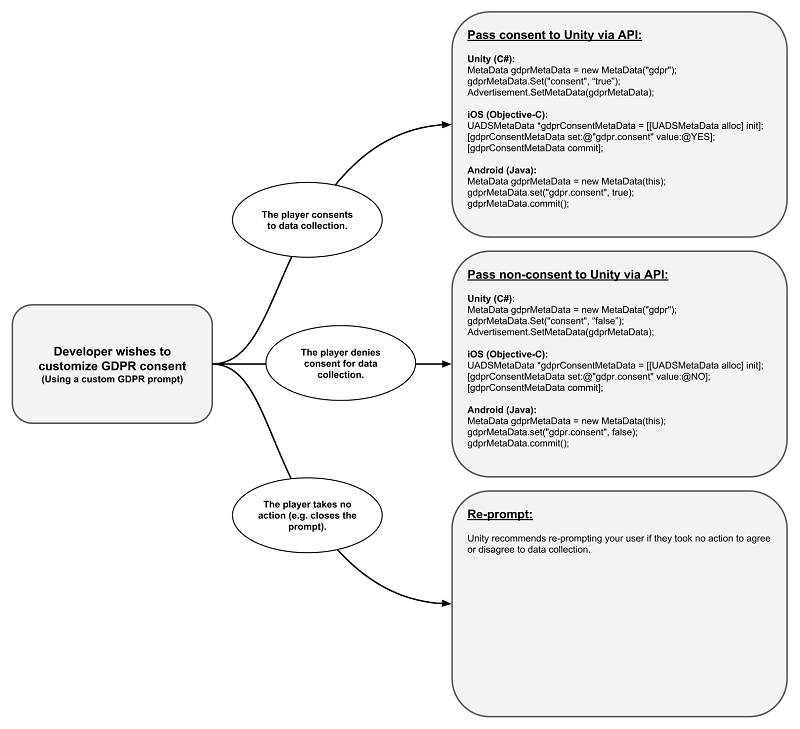 Developer wishes to
customize GDPR consent
(Using a custom GDPR prompt)
The player consents
to data collection.
Pass consent to Unity via API:
Unity (C#):
MetaData gdprMetaData = new MetaData("gdpr");
gdprMetaData.Set("consent", “true”);
Advertisement.SetMetaData(gdprMetaData);
iOS (Objective-C):
UADSMetaData *gdprConsentMetaData = [[UADSMetaData alloc] init];
[gdprConsentMetaData set:@"gdpr.consent" value:@YES];
[gdprConsentMetaData commit];
Android (Java):
MetaData gdprMetaData = new MetaData(this);
gdprMetaData.set("gdpr.consent", true);
gdprMetaData.commit();
The player denies
consent for data
collection.
Pass non-consent to Unity via API:
Unity (C#):
MetaData gdprMetaData = new MetaData("gdpr");
gdprMetaData.Set("consent", “false”);
Advertisement.SetMetaData(gdprMetaData);
iOS (Objective-C):
UADSMetaData *gdprConsentMetaData = [[UADSMetaData alloc] init];
[gdprConsentMetaData set:@"gdpr.consent" value:@NO];
[gdprConsentMetaData commit];
Android (Java):
MetaData gdprMetaData = new MetaData(this);
gdprMetaData.set("gdpr.consent", false);
gdprMetaData.commit();
The player takes no
action (e.g. closes the
prompt).
Re-prompt:
Unity recommends re-prompting your user if they took no action to agree
or disagree to data collection.